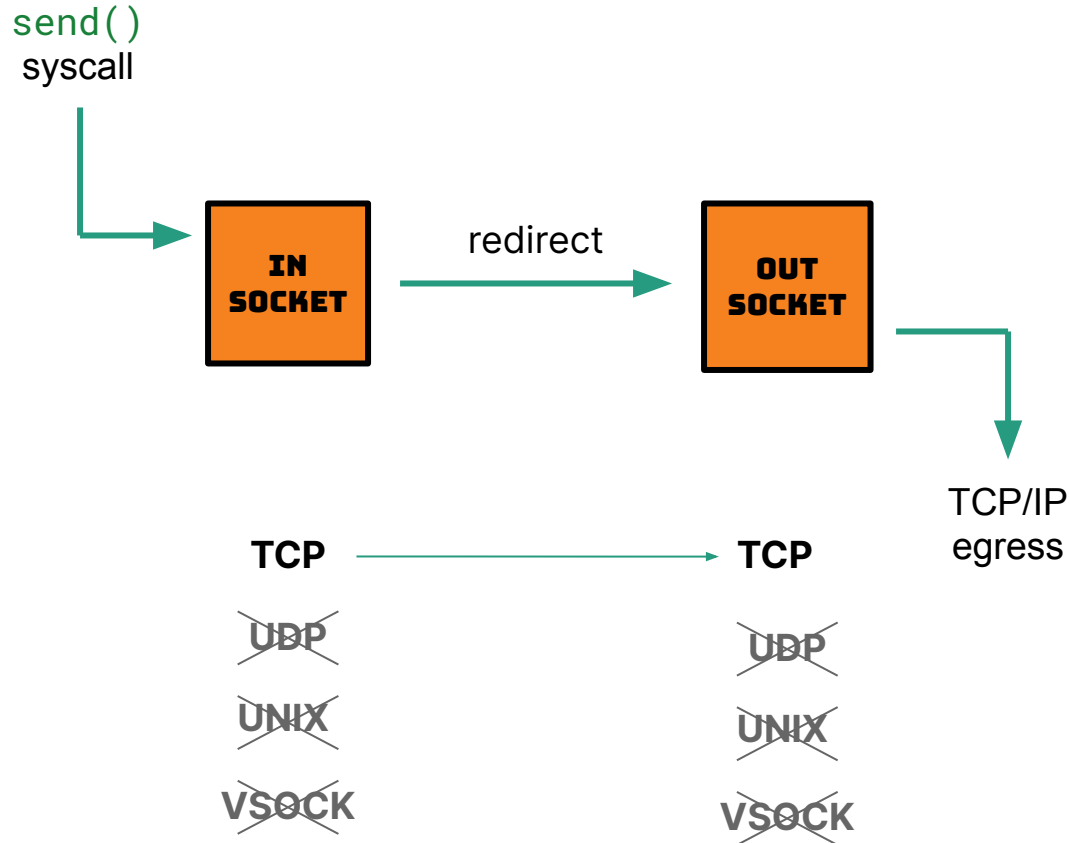 send()
syscall
redirect
IN
SOCKET
OUT
SOCKET
TCP/IP
egress
TCP
TCP
UDP
UDP
UNIX
UNIX
VSOCK
VSOCK